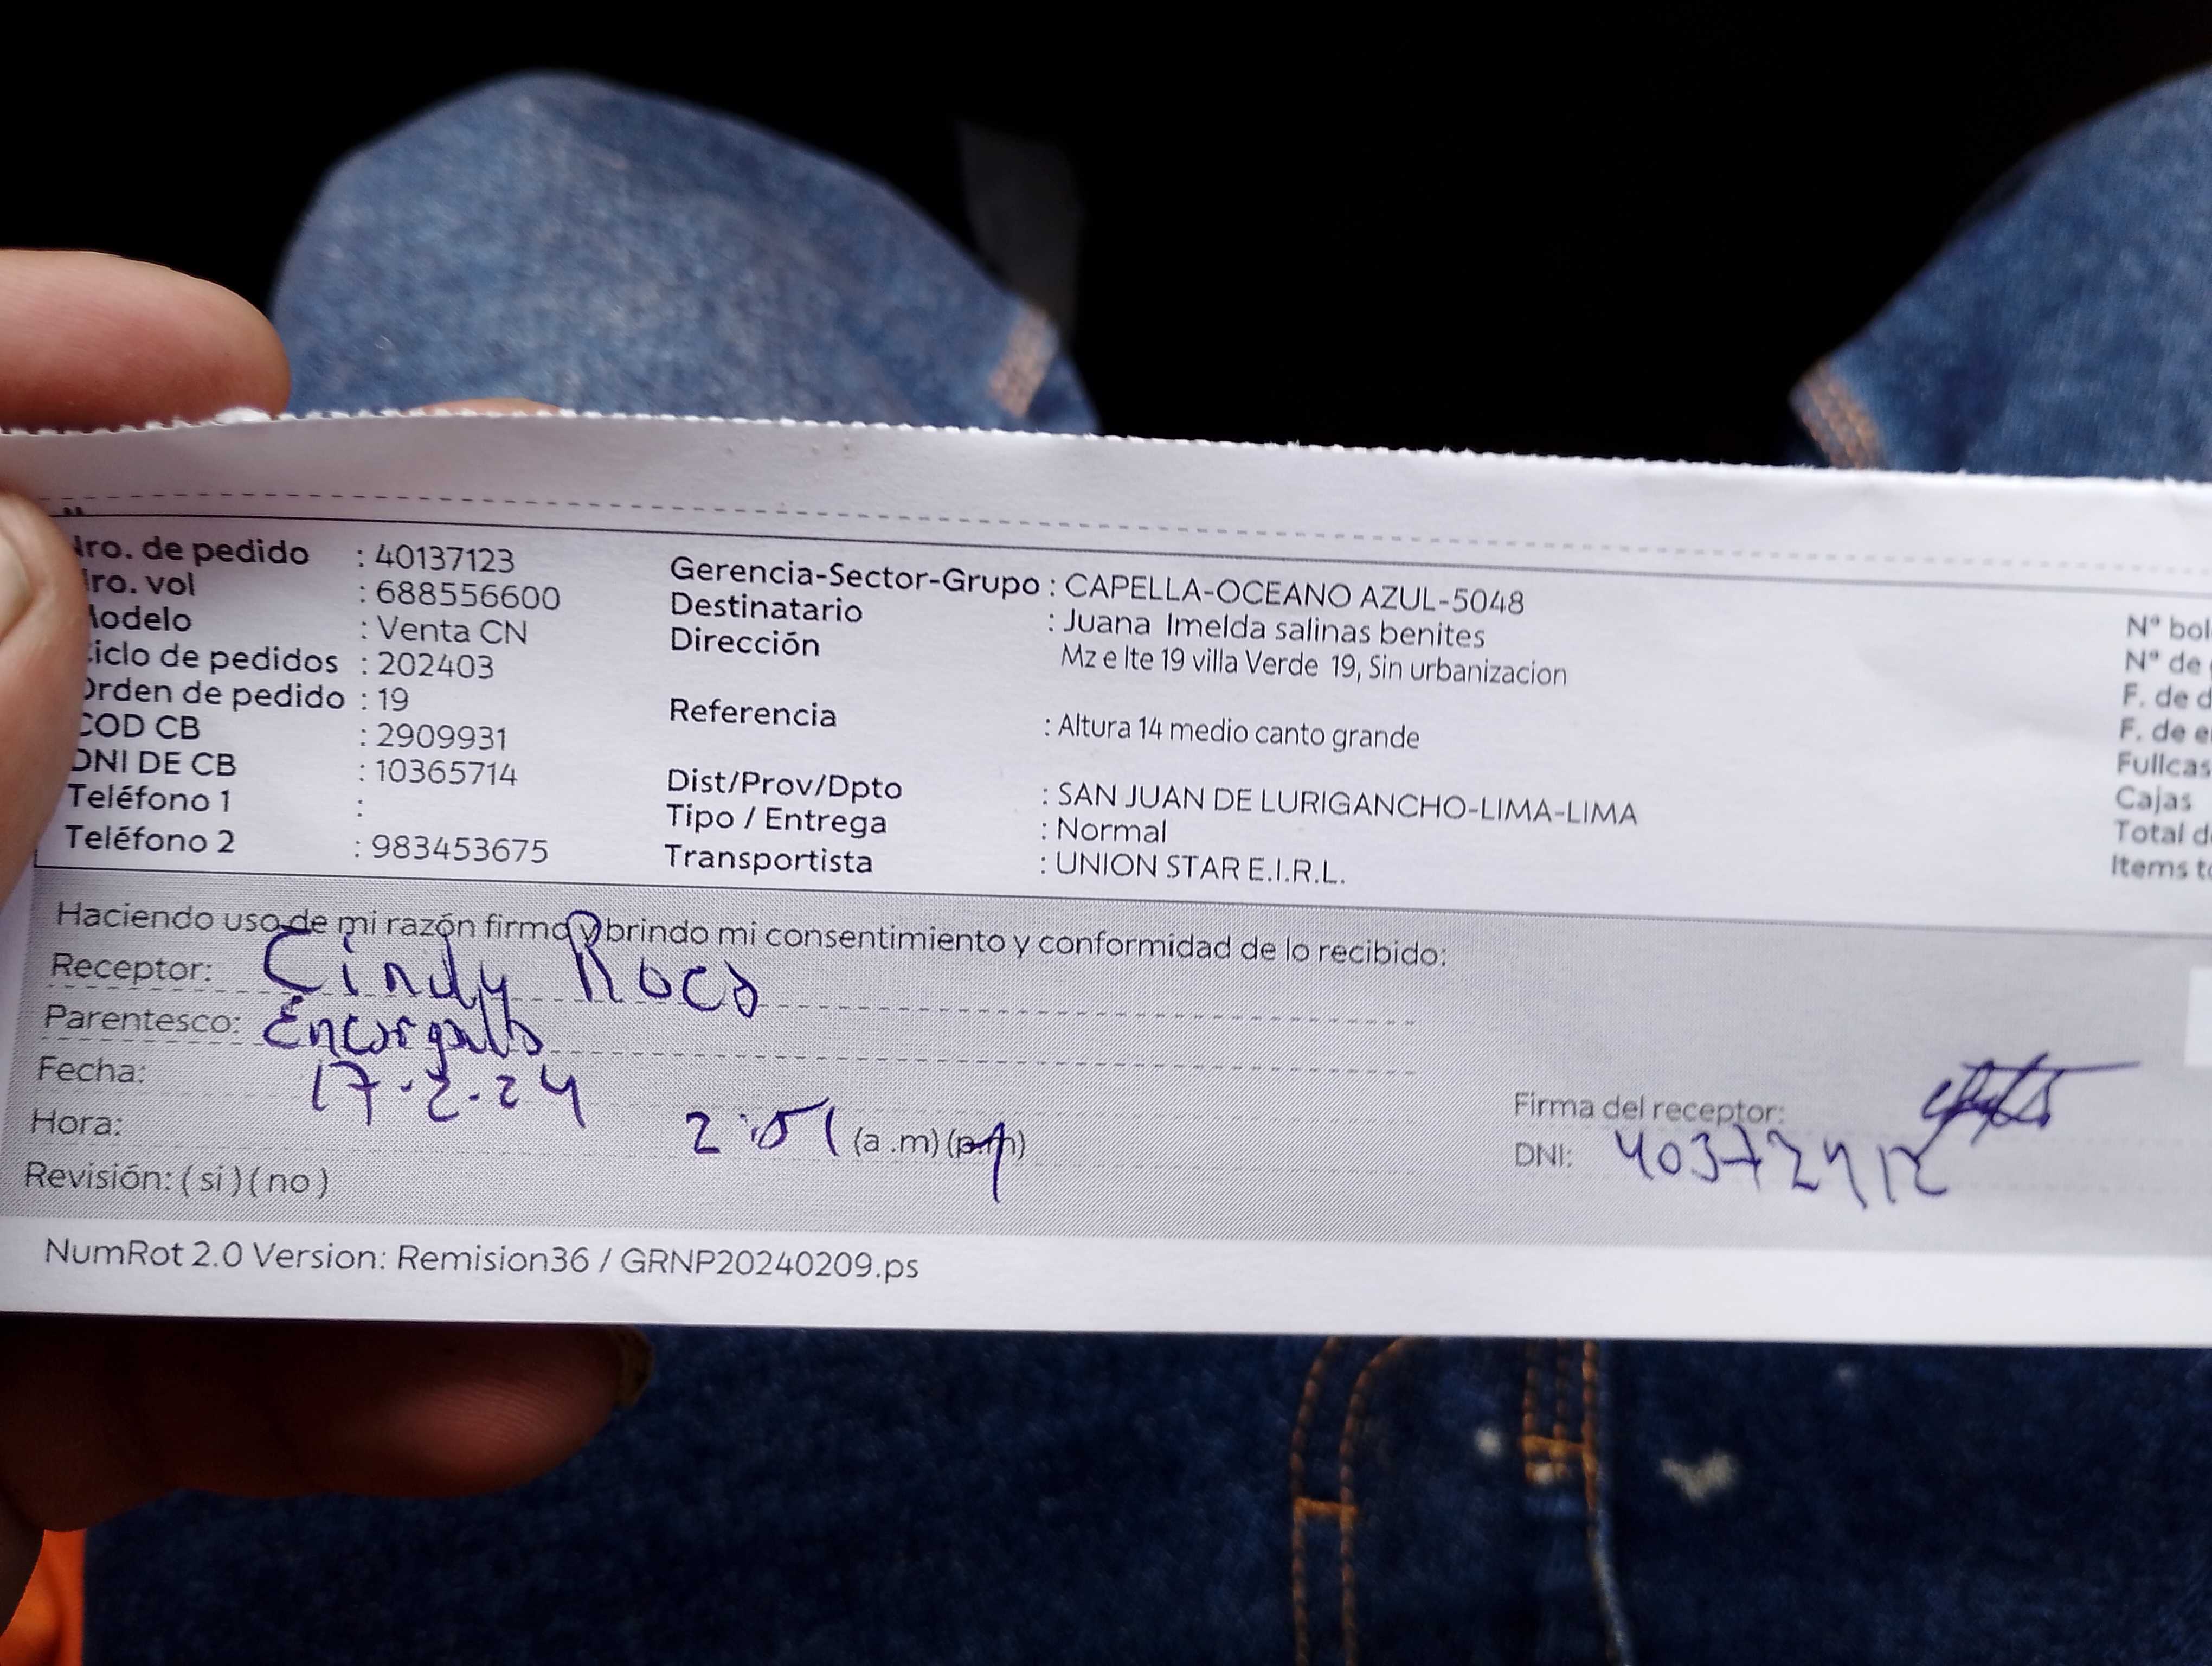 Nro. de pedido : 40137123
Nro. vol : 688556600
Modelo : Venta CN
Ciclo de pedidos : 202403
Orden de pedido : 19
COD CB : 2909931
DNI DE CB : 10365714
Teléfono 1 :
Teléfono 2 : 983453675
Gerencia-Sector-Grupo : CAPELLA-OCEANO AZUL-5048
Destinatario : Juana Imelda salinas benites
Dirección Mz e lte 19 villa Verde 19, Sin urbanizacion
Referencia : Altura 14 medio canto grande
Dist/Prov/Dpto : SAN JUAN DE LURIGANCHO-LIMA-LIMA
Tipo / Entrega : Normal
Transportista : UNION STAR E.I.R.L.
N° bol
N° de
F. de d
F. de e
Fullcas
Cajas
Total d
Items to
Haciendo uso de mi razón firmo y brindo mi consentimiento y conformidad de lo recibido:
Receptor: Cindy Roca
Parentesco: Encargada
Fecha: 17-2-24
Hora: 2:51 (a .m) (p.m)
Revisión: ( si ) ( no )
Firma del receptor:
DNI: 40372912
NumRot 2.0 Version: Remision36 / GRNP20240209.ps